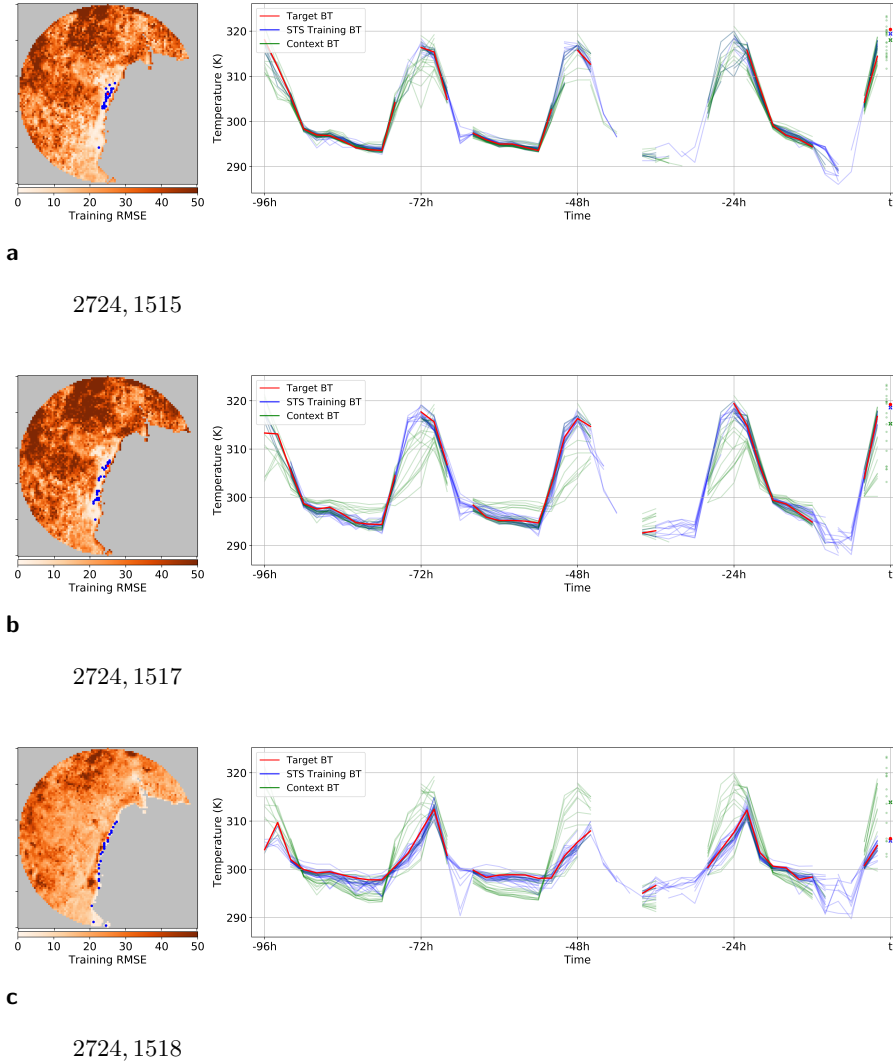 Target BT
STS Training BT
Context BT
320
310
300
290
Temperature (K)
-96h
-72h
-48h
-24h
t
Time
0
10
20
30
40
50
Training RMSE
a
2724, 1515
Target BT
STS Training BT
Context BT
320
310
300
290
Temperature (K)
-96h
-72h
-48h
-24h
t
Time
0
10
20
30
40
50
Training RMSE
b
2724, 1517
Target BT
STS Training BT
Context BT
320
310
300
290
Temperature (K)
-96h
-72h
-48h
-24h
t
Time
0
10
20
30
40
50
Training RMSE
c
2724, 1518